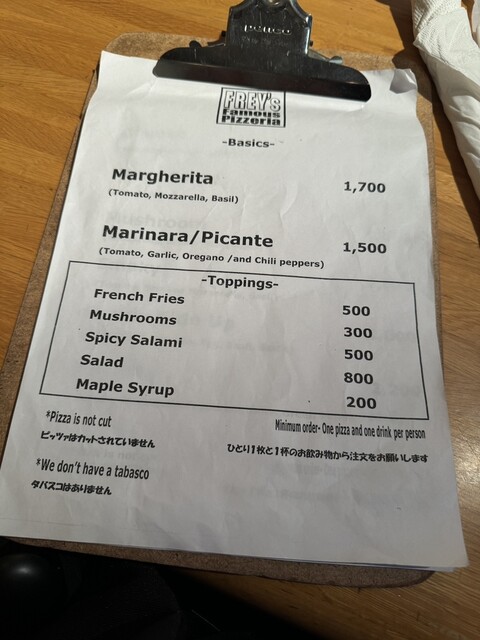 FREY's
Famous
Pizzeria
-Basics-
Margherita 1,700
(Tomato, Mozzarella, Basil)
Marinara/Picante 1,500
(Tomato, Garlic, Oregano /and Chili peppers)
-Toppings-
French Fries 500
Mushrooms 300
Spicy Salami 500
Salad 800
Maple Syrup 200
*Pizza is not cut
ピッツァはカットされていません
Minimum order- One pizza and one drink per person
ひとり1枚と1杯のお飲み物から注文をお願いします
*We don't have a tabasco
タバスコはありません